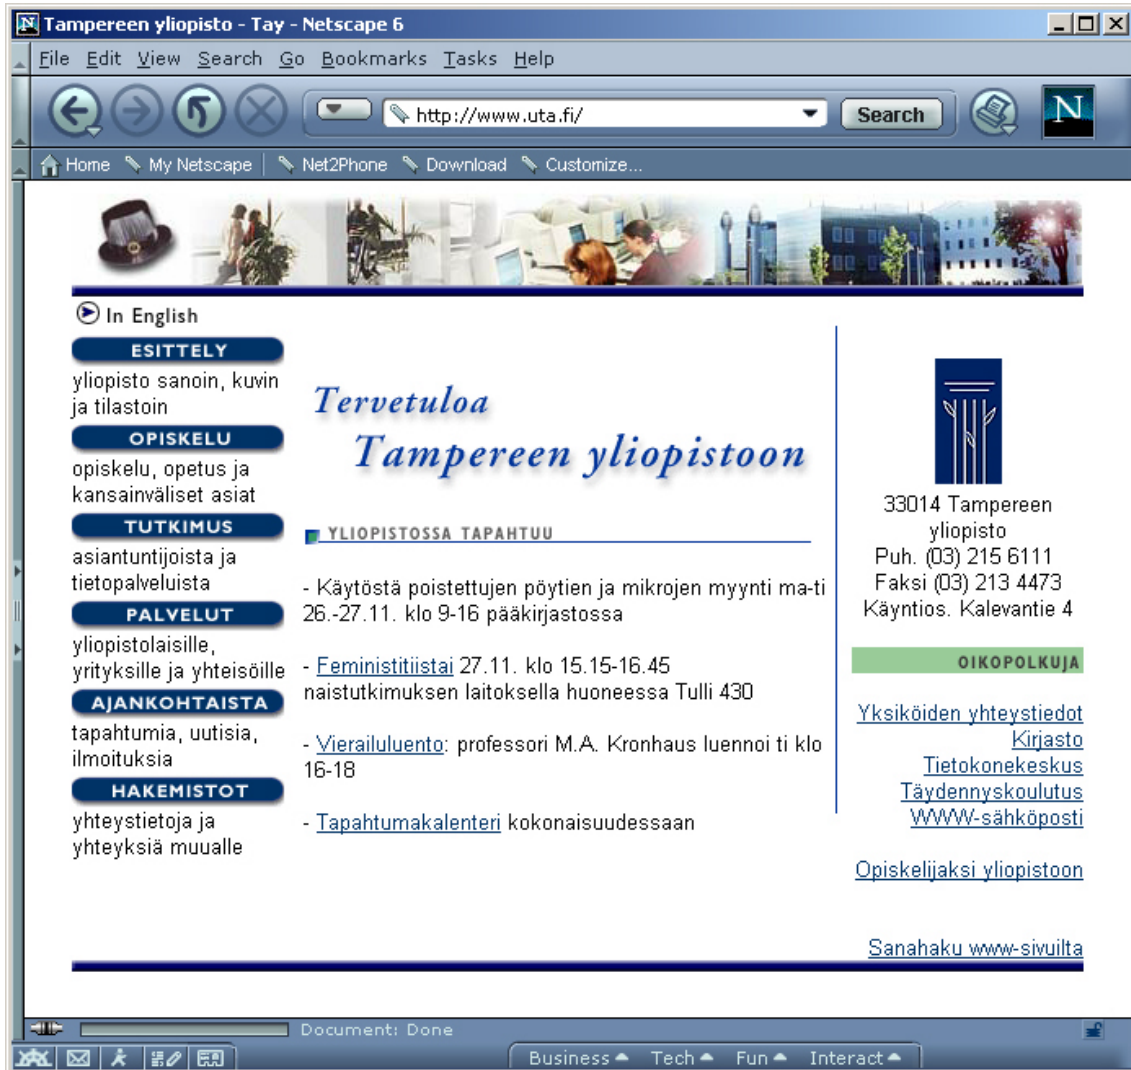 Tampereen yliopisto - Tay - Netscape 6
File Edit View Search Go Bookmarks Tasks Help
http://www.uta.fi/
Search
N
Home My Netscape Net2Phone Download Customize...
In English
ESITTELY
yliopisto sanoin, kuvin
ja tilastoin
OPISKELU
opiskelu, opetus ja
kansainväliset asiat
TUTKIMUS
asiantuntijoista ja
tietopalveluista
PALVELUT
yliopistolaisille,
yrityksille ja yhteisöille
AJANKOHTAISTA
tapahtumia, uutisia,
ilmoituksia
HAKEMISTOT
yhteystietoja ja
yhteyksiä muualle
Tervetuloa
Tampereen yliopistoon
YLIOPISTOSSA TAPAHTUU
- Käytöstä poistettujen pöytien ja mikrojen myynti ma-ti
26.-27.11. klo 9-16 pääkirjastossa
- Feministitiistai 27.11. klo 15.15-16.45
naistutkimuksen laitoksella huoneessa Tulli 430
- Vierailuluento: professori M.A. Kronhaus luennoi ti klo
16-18
- Tapahtumakalenteri kokonaisuudessaan
33014 Tampereen
yliopisto
Puh. (03) 215 6111
Faksi (03) 213 4473
Käyntios. Kalevantie 4
OIKOPOLKUJA
Yksiköiden yhteystiedot
Kirjasto
Tietokonekeskus
Täydennyskoulutus
WWW-sähköposti
Opiskelijaksi yliopistoon
Sanahaku www-sivuilta
Document: Done
Business Tech Fun Interact